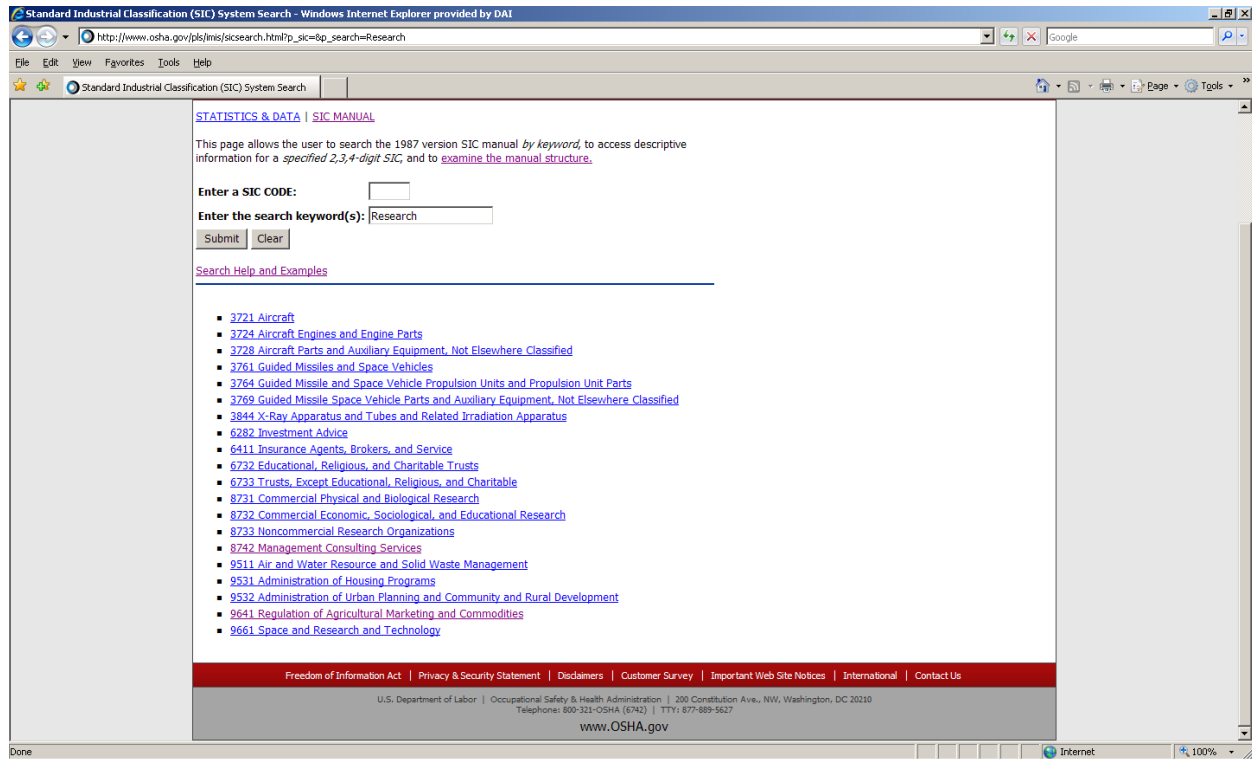 Standard Industrial Classification (SIC) System Search - Windows Internet Explorer provided by DAI
http://www.osha.gov/pls/imis/sicsearch.html?p_sic=&p_search=Research
Google
File Edit View Favorites Tools Help
Standard Industrial Classification (SIC) System Search
Page Tools »
STATISTICS & DATA | SIC MANUAL
This page allows the user to search the 1987 version SIC manual by keyword, to access descriptive
information for a specified 2,3,4-digit SIC, and to examine the manual structure.
Enter a SIC CODE:
Enter the search keyword(s): Research
Submit Clear
Search Help and Examples
3721 Aircraft
3724 Aircraft Engines and Engine Parts
3728 Aircraft Parts and Auxiliary Equipment, Not Elsewhere Classified
3761 Guided Missiles and Space Vehicles
3764 Guided Missile and Space Vehicle Propulsion Units and Propulsion Unit Parts
3769 Guided Missile Space Vehicle Parts and Auxiliary Equipment, Not Elsewhere Classified
3844 X-Ray Apparatus and Tubes and Related Irradiation Apparatus
6282 Investment Advice
6411 Insurance Agents, Brokers, and Service
6732 Educational, Religious, and Charitable Trusts
6733 Trusts, Except Educational, Religious, and Charitable
8731 Commercial Physical and Biological Research
8732 Commercial Economic, Sociological, and Educational Research
8733 Noncommercial Research Organizations
8742 Management Consulting Services
9511 Air and Water Resource and Solid Waste Management
9531 Administration of Housing Programs
9532 Administration of Urban Planning and Community and Rural Development
9641 Regulation of Agricultural Marketing and Commodities
9661 Space and Research and Technology
Freedom of Information Act | Privacy & Security Statement | Disclaimers | Customer Survey | Important Web Site Notices | International | Contact Us
U.S. Department of Labor | Occupational Safety & Health Administration | 200 Constitution Ave., NW, Washington, DC 20210
Telephone: 800-321-OSHA (6742) | TTY: 877-889-5627
www.OSHA.gov
Done Internet 100%